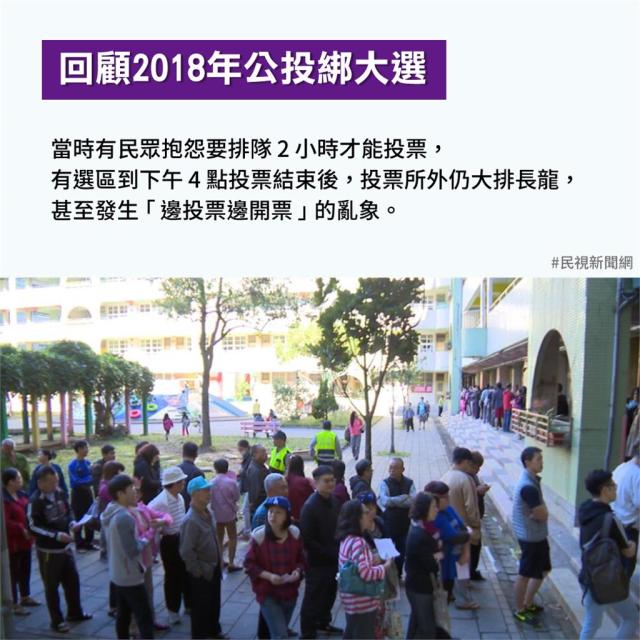 回顧2018年公投綁大選
當時有民眾抱怨要排隊2小時才能投票，
有選區到下午4點投票結束後，投票所外仍大排長龍，
甚至發生「邊投票邊開票」的亂象。
#民視新聞網